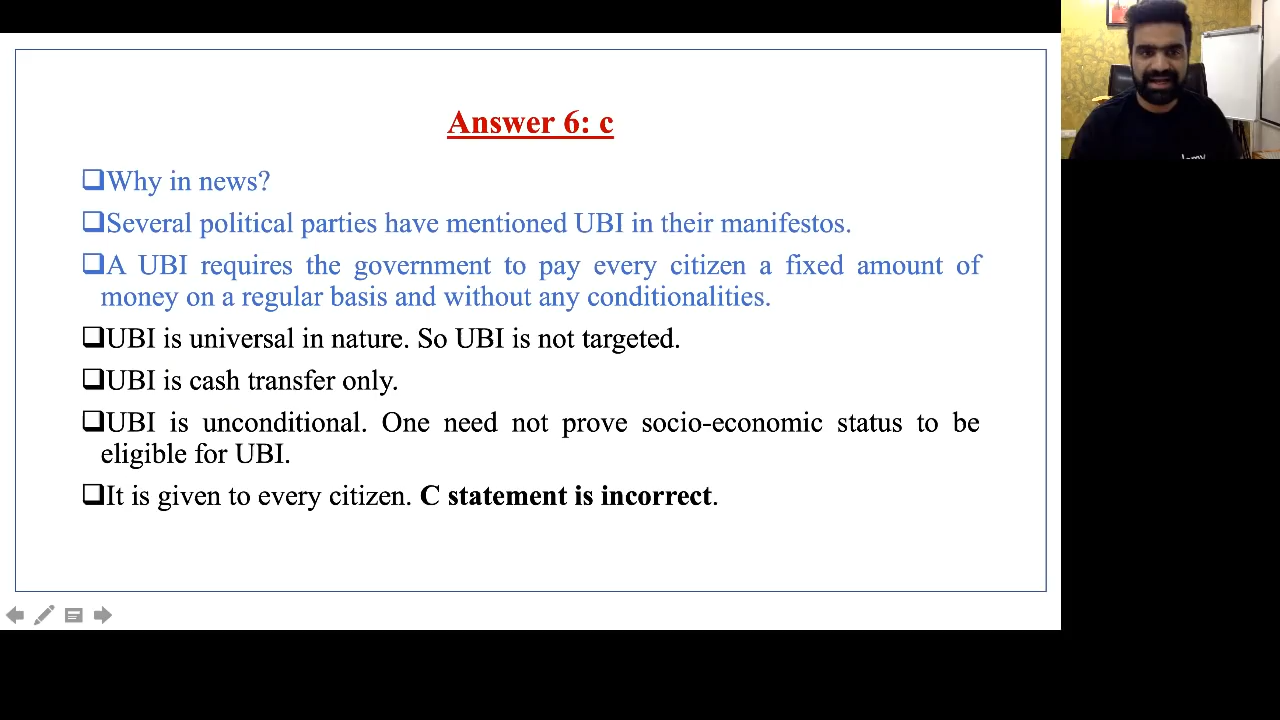 Answer 6: c
❑Why in news?
❑Several political parties have mentioned UBI in their manifestos.
❑A UBI requires the government to pay every citizen a fixed amount of
money on a regular basis and without any conditionalities.
❑UBI is universal in nature. So UBI is not targeted.
❑UBI is cash transfer only.
❑UBI is unconditional. One need not prove socio-economic status to be
eligible for UBI.
❑It is given to every citizen. C statement is incorrect.